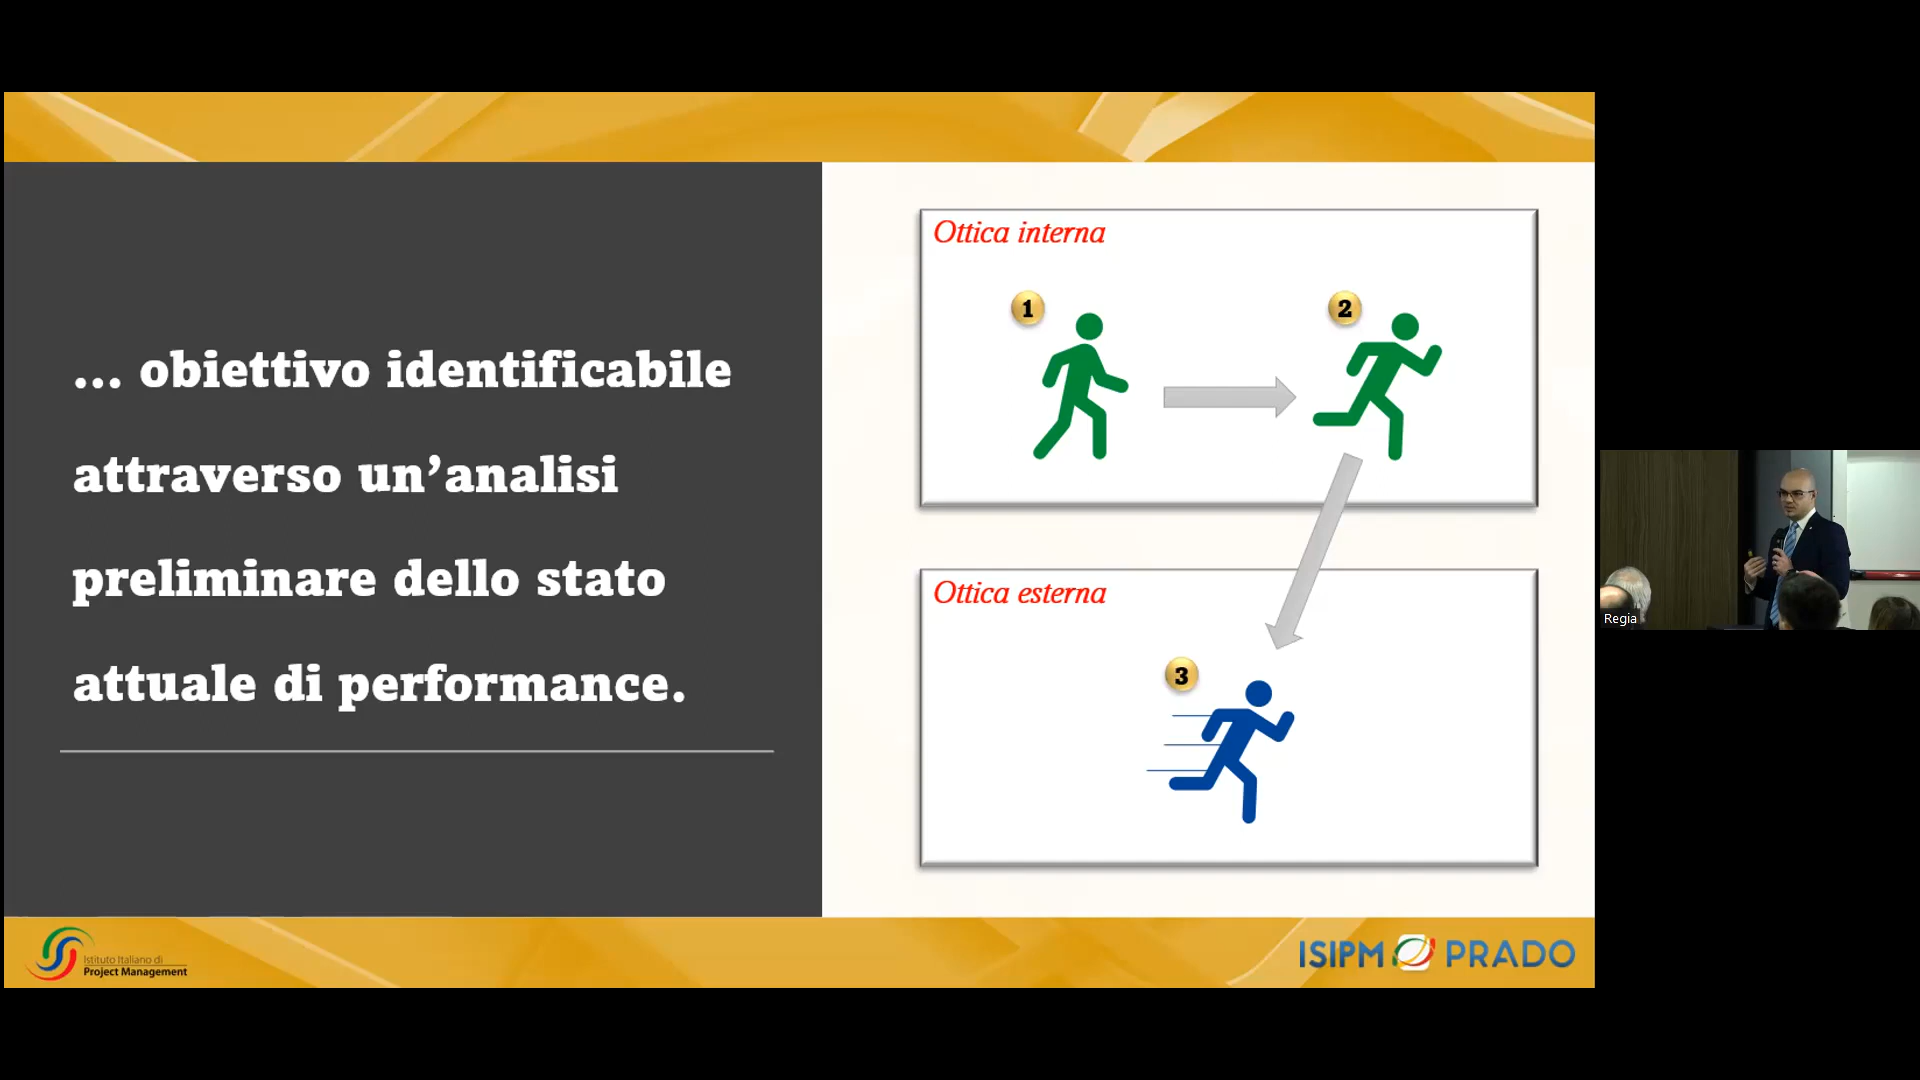 ... obiettivo identificabile
attraverso un’analisi
preliminare dello stato
attuale di performance.
Ottica interna
1
2
Ottica esterna
3
Istituto Italiano di
Project Management
ISIPM PRADO
Regia